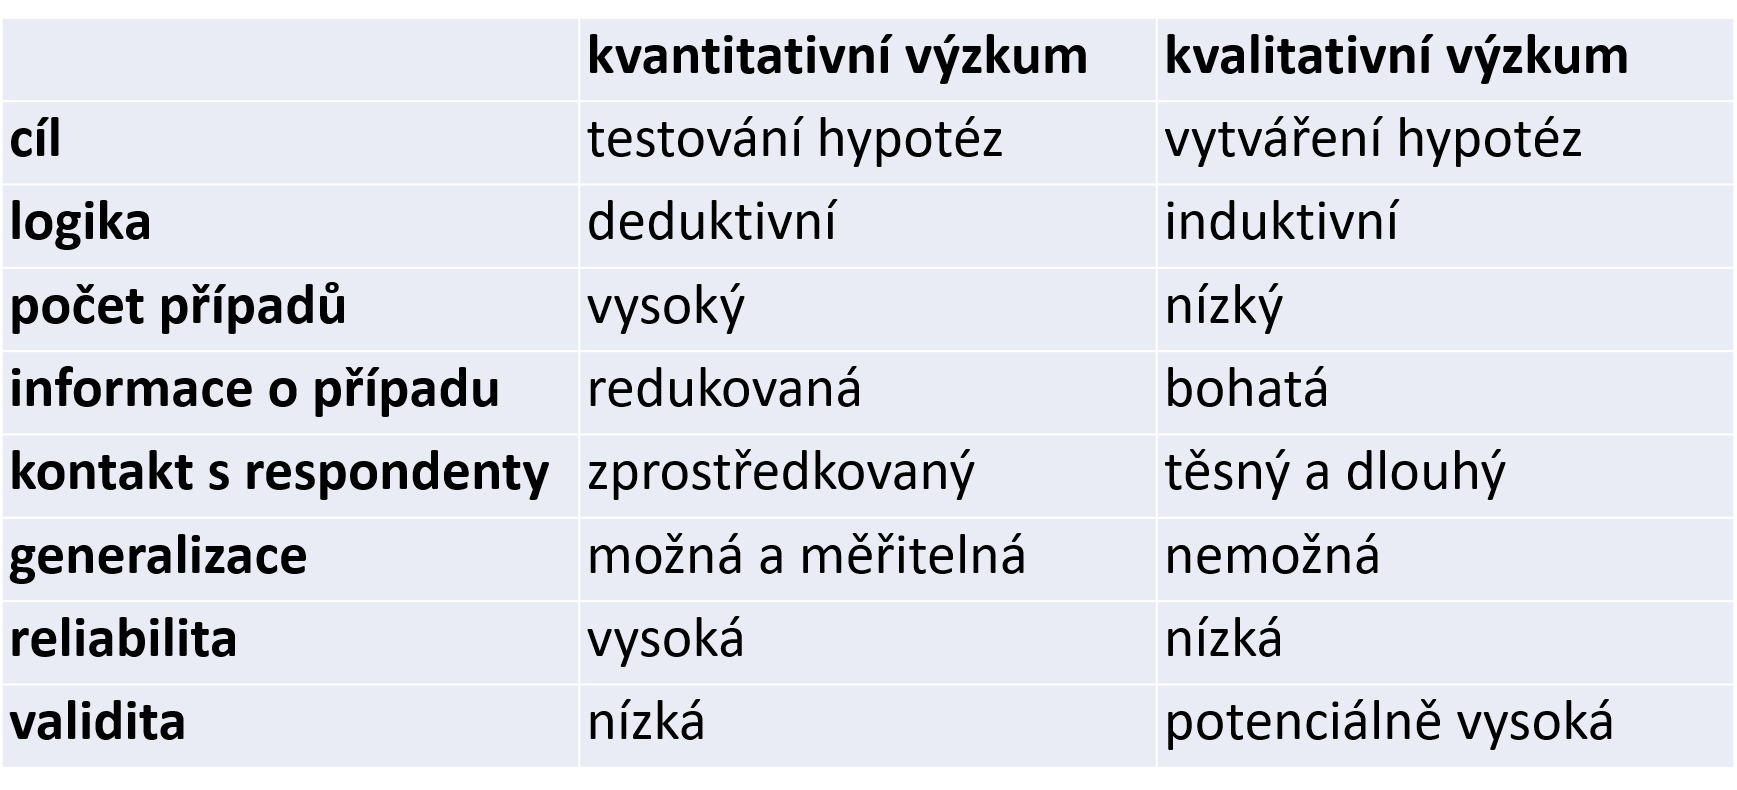 kvantitativní výzkum kvalitativní výzkum
cíl testování hypotéz vytváření hypotéz
logika deduktivní induktivní
počet případů vysoký nízký
informace o případu redukovaná bohatá
kontakt s respondenty zprostředkovaný těsný a dlouhý
generalizace možná a měřitelná nemožná
reliabilita vysoká nízká
validita nízká potenciálně vysoká